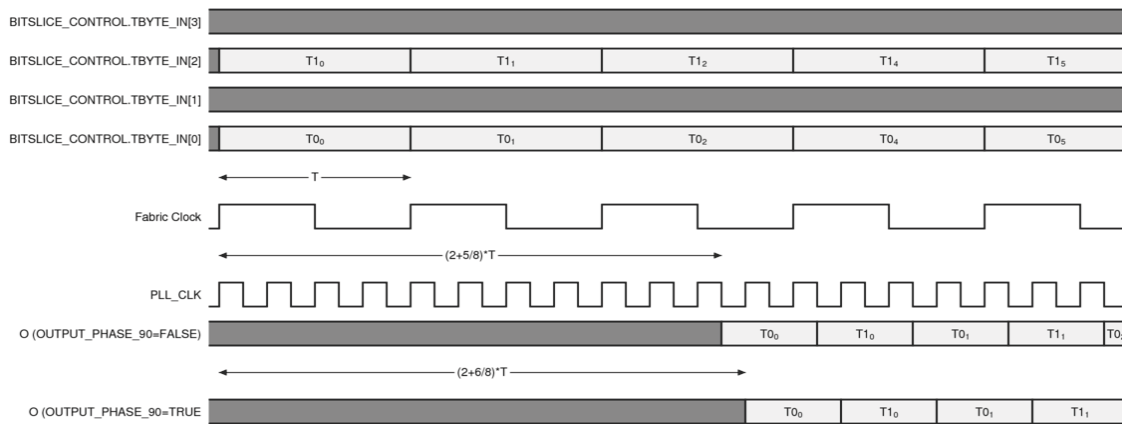 BITSLICE_CONTROL.TBYTE_IN[3]
BITSLICE_CONTROL.TBYTE_IN[2] T1₀ T1₁ T1₂ T1₄ T1₅
BITSLICE_CONTROL.TBYTE_IN[1]
BITSLICE_CONTROL.TBYTE_IN[0] T0₀ T0₁ T0₂ T0₄ T0₅
T
Fabric Clock
(2+5/8)*T
PLL_CLK
O (OUTPUT_PHASE_90=FALSE) T0₀ T1₀ T0₁ T1₁ T0
(2+6/8)*T
O (OUTPUT_PHASE_90=TRUE T0₀ T1₀ T0₁ T1₁